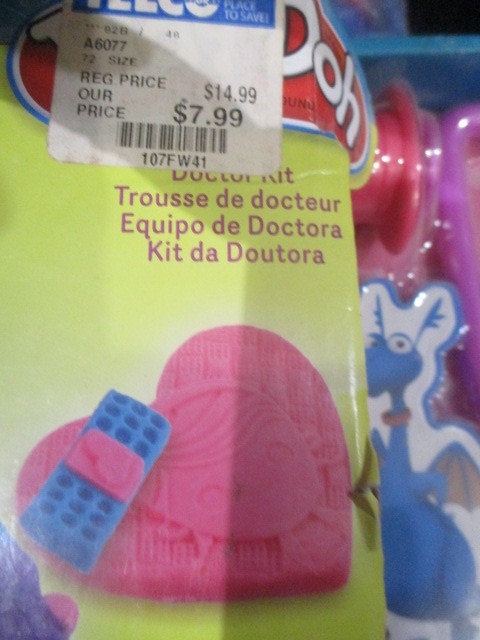 PLACE
TO SAVE!
A6077
72 SIZE
REG PRICE $14.99
OUR
PRICE $7.99
107FW41
Doh
Doctor Kit
Trousse de docteur
Equipo de Doctora
Kit da Doutora